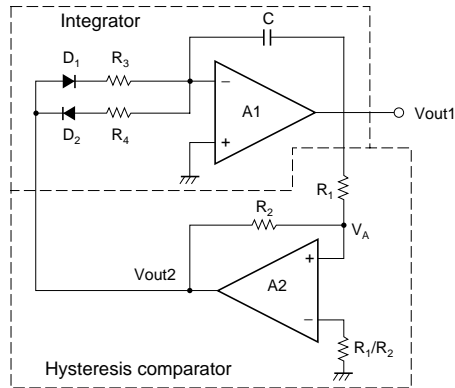 Integrator
C
D1
R3
−
A1
Vout1
D2
R4
+
R1
R2
VA
Vout2
+
A2
−
R1/R2
Hysteresis comparator